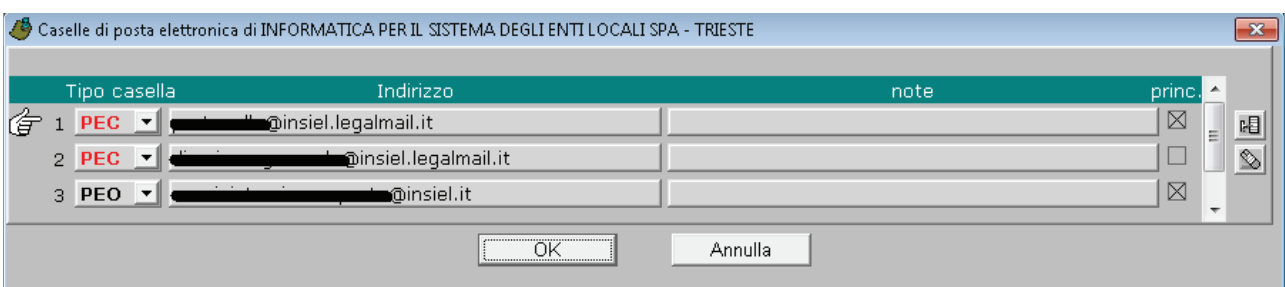 Caselle di posta elettronica di INFORMATICA PER IL SISTEMA DEGLI ENTI LOCALI SPA - TRIESTE
Tipo casella Indirizzo note princ.
1 PEC @insiel.legalmail.it
2 PEC @insiel.legalmail.it
3 PEO @insiel.it
OK Annulla